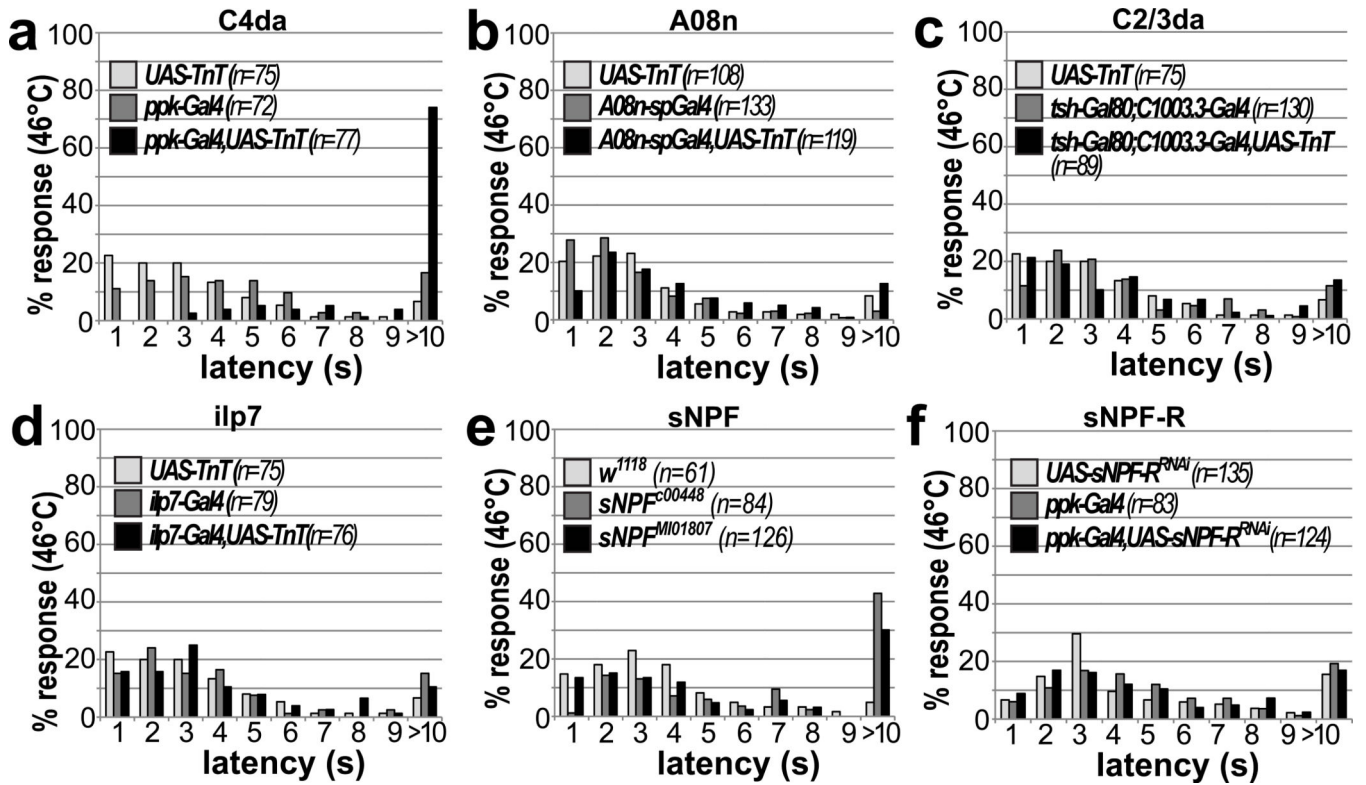 a
C4da
% response (46°C)
100
80
60
40
20
0
UAS-TnT (n=75)
ppk-Gal4 (n=72)
ppk-Gal4,UAS-TnT (n=77)
1 2 3 4 5 6 7 8 9 >10
latency (s)
b
A08n
% response (46°C)
100
80
60
40
20
0
UAS-TnT (n=108)
A08n-spGal4 (n=133)
A08n-spGal4,UAS-TnT (n=119)
1 2 3 4 5 6 7 8 9 >10
latency (s)
c
C2/3da
% response (46°C)
100
80
60
40
20
0
UAS-TnT (n=75)
tsh-Gal80;C1003.3-Gal4 (n=130)
tsh-Gal80;C1003.3-Gal4,UAS-TnT
(n=89)
1 2 3 4 5 6 7 8 9 >10
latency (s)
d
ilp7
% response (46°C)
100
80
60
40
20
0
UAS-TnT (n=75)
ilp7-Gal4 (n=79)
ilp7-Gal4,UAS-TnT (n=76)
1 2 3 4 5 6 7 8 9 >10
latency (s)
e
sNPF
% response (46°C)
100
80
60
40
20
0
w1118 (n=61)
sNPFc00448 (n=84)
sNPFMI01807 (n=126)
1 2 3 4 5 6 7 8 9 >10
latency (s)
f
sNPF-R
% response (46°C)
100
80
60
40
20
0
UAS-sNPF-RRNAi (n=135)
ppk-Gal4 (n=83)
ppk-Gal4,UAS-sNPF-RRNAi (n=124)
1 2 3 4 5 6 7 8 9 >10
latency (s)